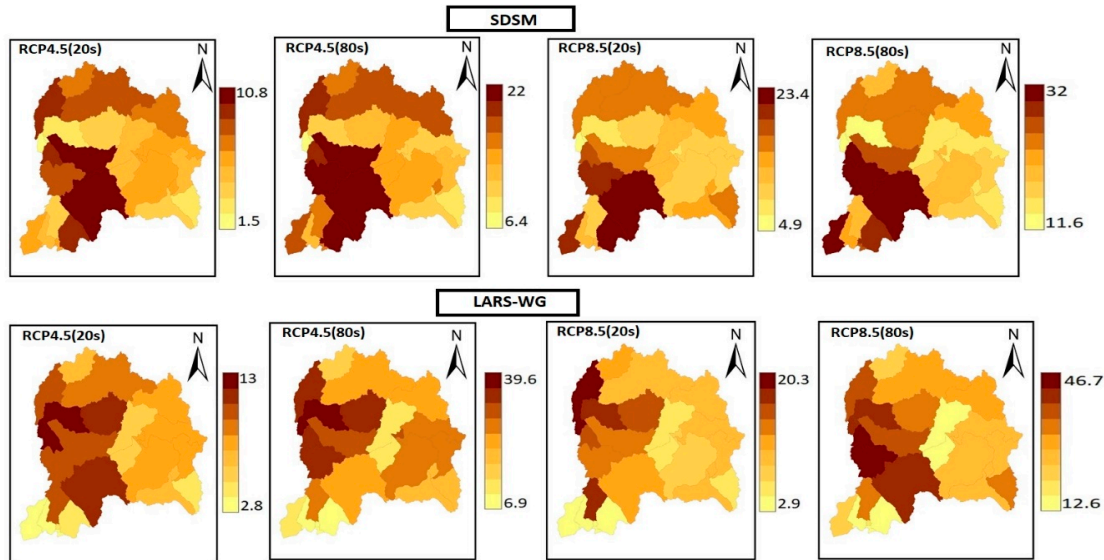 SDSM
RCP4.5(20s)
N
10.8
1.5
RCP4.5(80s)
N
22
6.4
RCP8.5(20s)
N
23.4
4.9
RCP8.5(80s)
N
32
11.6
LARS-WG
RCP4.5(20s)
N
13
2.8
RCP4.5(80s)
N
39.6
6.9
RCP8.5(20s)
N
20.3
2.9
RCP8.5(80s)
N
46.7
12.6